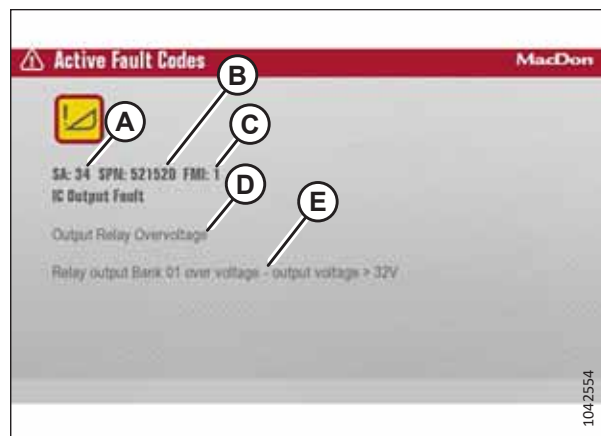 Active Fault Codes MacDon
B
A C
SA: 34 SPN: 521520 FMI: 1
IC Output Fault
D
E
Output Relay Overvoltage
Relay output Bank 01 over voltage - output voltage > 32V
1042554